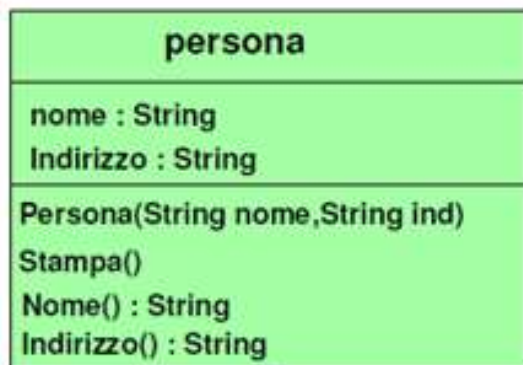 persona
nome : String
Indirizzo : String
Persona(String nome,String ind)
Stampa()
Nome() : String
Indirizzo() : String